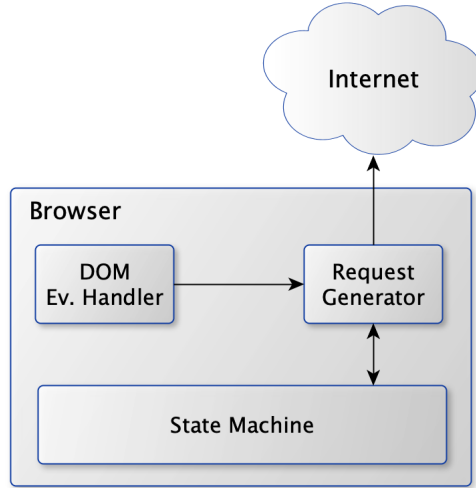 Internet
Browser
DOM
Ev. Handler
Request
Generator
State Machine